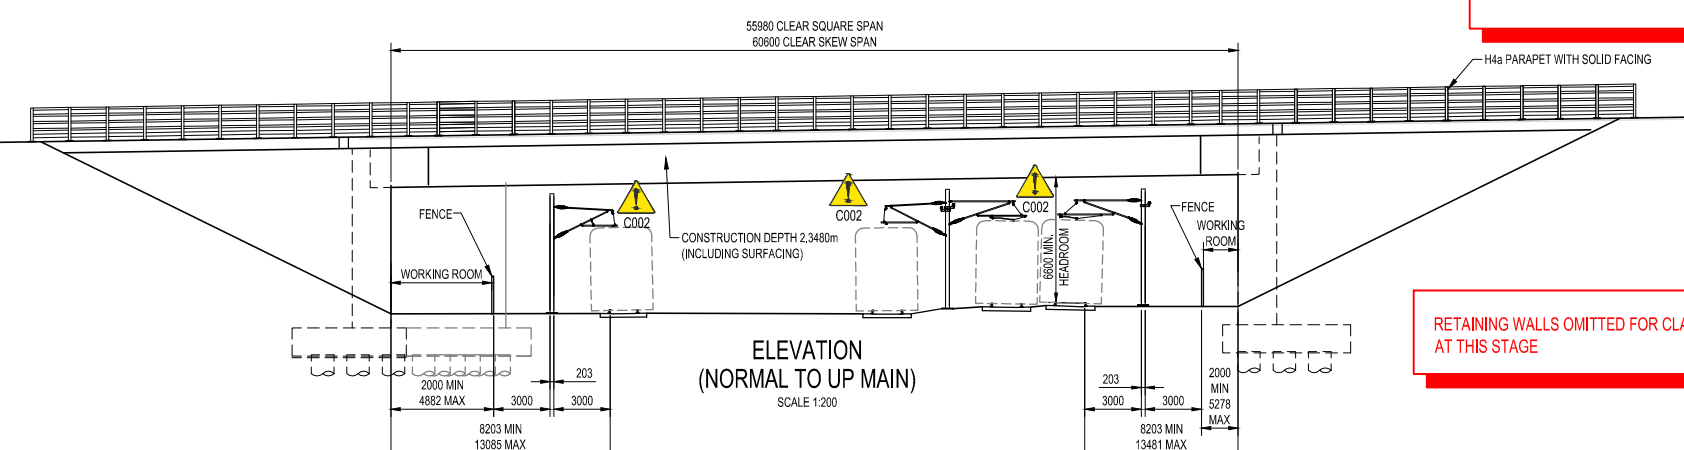 55980 CLEAR SQUARE SPAN
60600 CLEAR SKEW SPAN
H4a PARAPET WITH SOLID FACING
C002
C002
C002
FENCE
FENCE
WORKING
ROOM
CONSTRUCTION DEPTH 2,3480m
(INCLUDING SURFACING)
WORKING ROOM
6600 MIN.
HEADROOM
RETAINING WALLS OMITTED FOR CLA
AT THIS STAGE
ELEVATION
(NORMAL TO UP MAIN)
SCALE 1:200
203
2000 MIN
4882 MAX
3000
3000
8203 MIN
13085 MAX
203
3000
3000
2000
MIN
5278
MAX
8203 MIN
13481 MAX